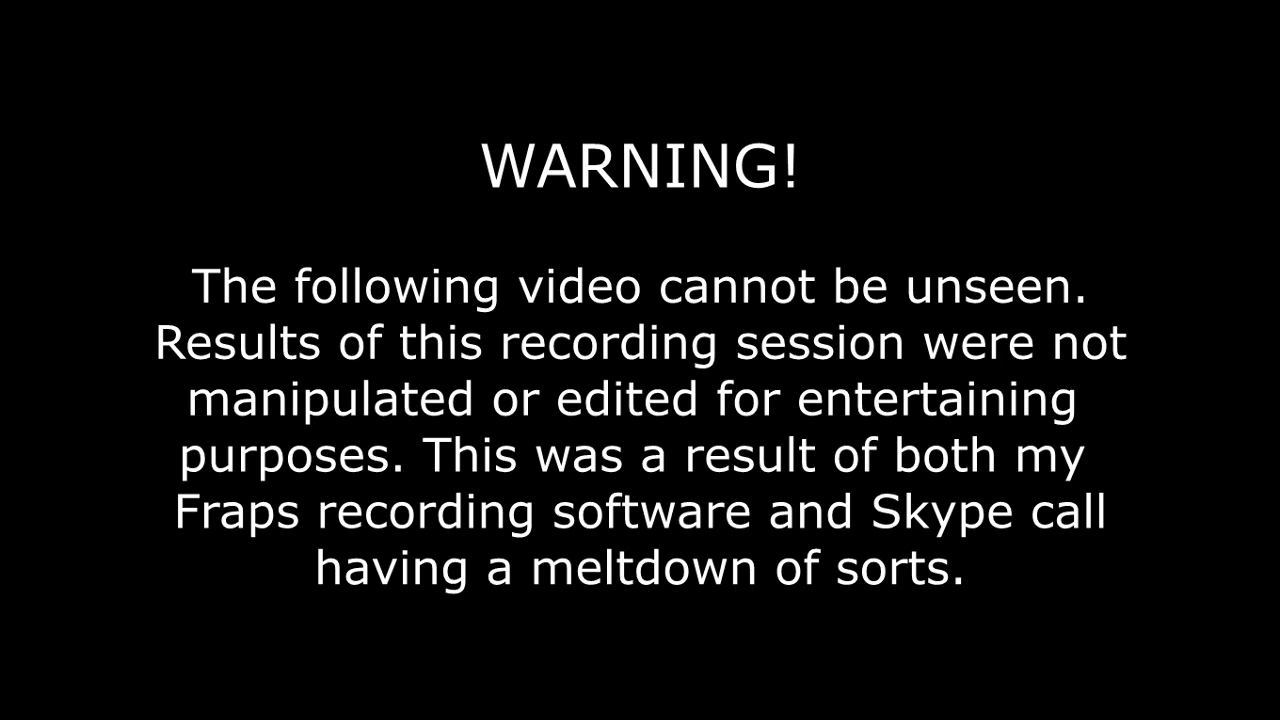 WARNING!
The following video cannot be unseen.
Results of this recording session were not
manipulated or edited for entertaining
purposes. This was a result of both my
Fraps recording software and Skype call
having a meltdown of sorts.